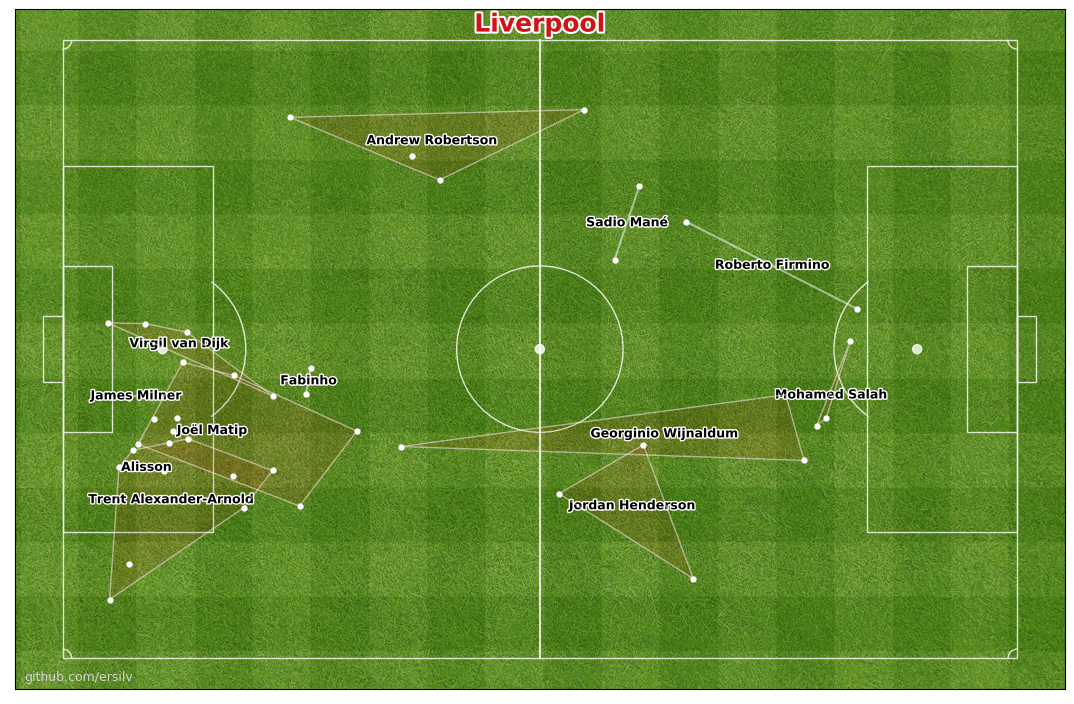 Liverpool
Andrew Robertson
Sadio Mané
Roberto Firmino
Virgil van Dijk
Fabinho
James Milner
Mohamed Salah
Joël Matip
Georginio Wijnaldum
Alisson
Trent Alexander-Arnold
Jordan Henderson
github.com/ersilv